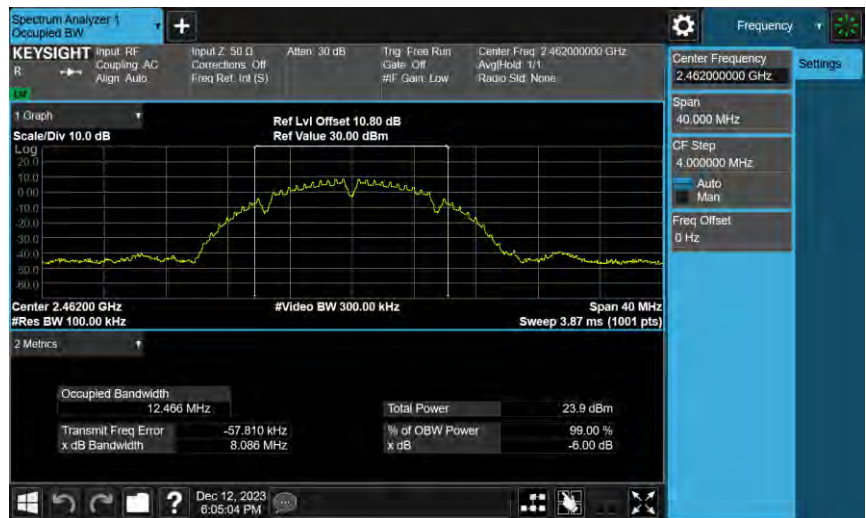 Spectrum Analyzer 1
Occupied BW
Frequency
KEYSIGHT
R
Input: RF
Coupling: AC
Align: Auto
Input Z: 50 Ω
Corrections: Off
Freq Ref: Int (S)
Atten: 30 dB
Trig: Free Run
Gate: Off
#IF Gain: Low
Center Freq: 2.462000000 GHz
Avg|Hold: 1/1
Radio Std: None
Center Frequency
2.462000000 GHz
Settings
Span
40.000 MHz
CF Step
4.000000 MHz
Auto
Man
Freq Offset
0 Hz
1 Graph
Scale/Div 10.0 dB
Ref Lvl Offset 10.80 dB
Ref Value 30.00 dBm
Log
20.0
10.0
0.00
-10.0
-20.0
-30.0
-40.0
-50.0
-60.0
Center 2.46200 GHz
#Video BW 300.00 kHz
Span 40 MHz
#Res BW 100.00 kHz
Sweep 3.87 ms (1001 pts)
2 Metrics
Occupied Bandwidth
12.466 MHz
Total Power 23.9 dBm
Transmit Freq Error -57.810 kHz
% of OBW Power 99.00 %
x dB Bandwidth 8.086 MHz
x dB -6.00 dB
?
Dec 12, 2023
6:05:04 PM